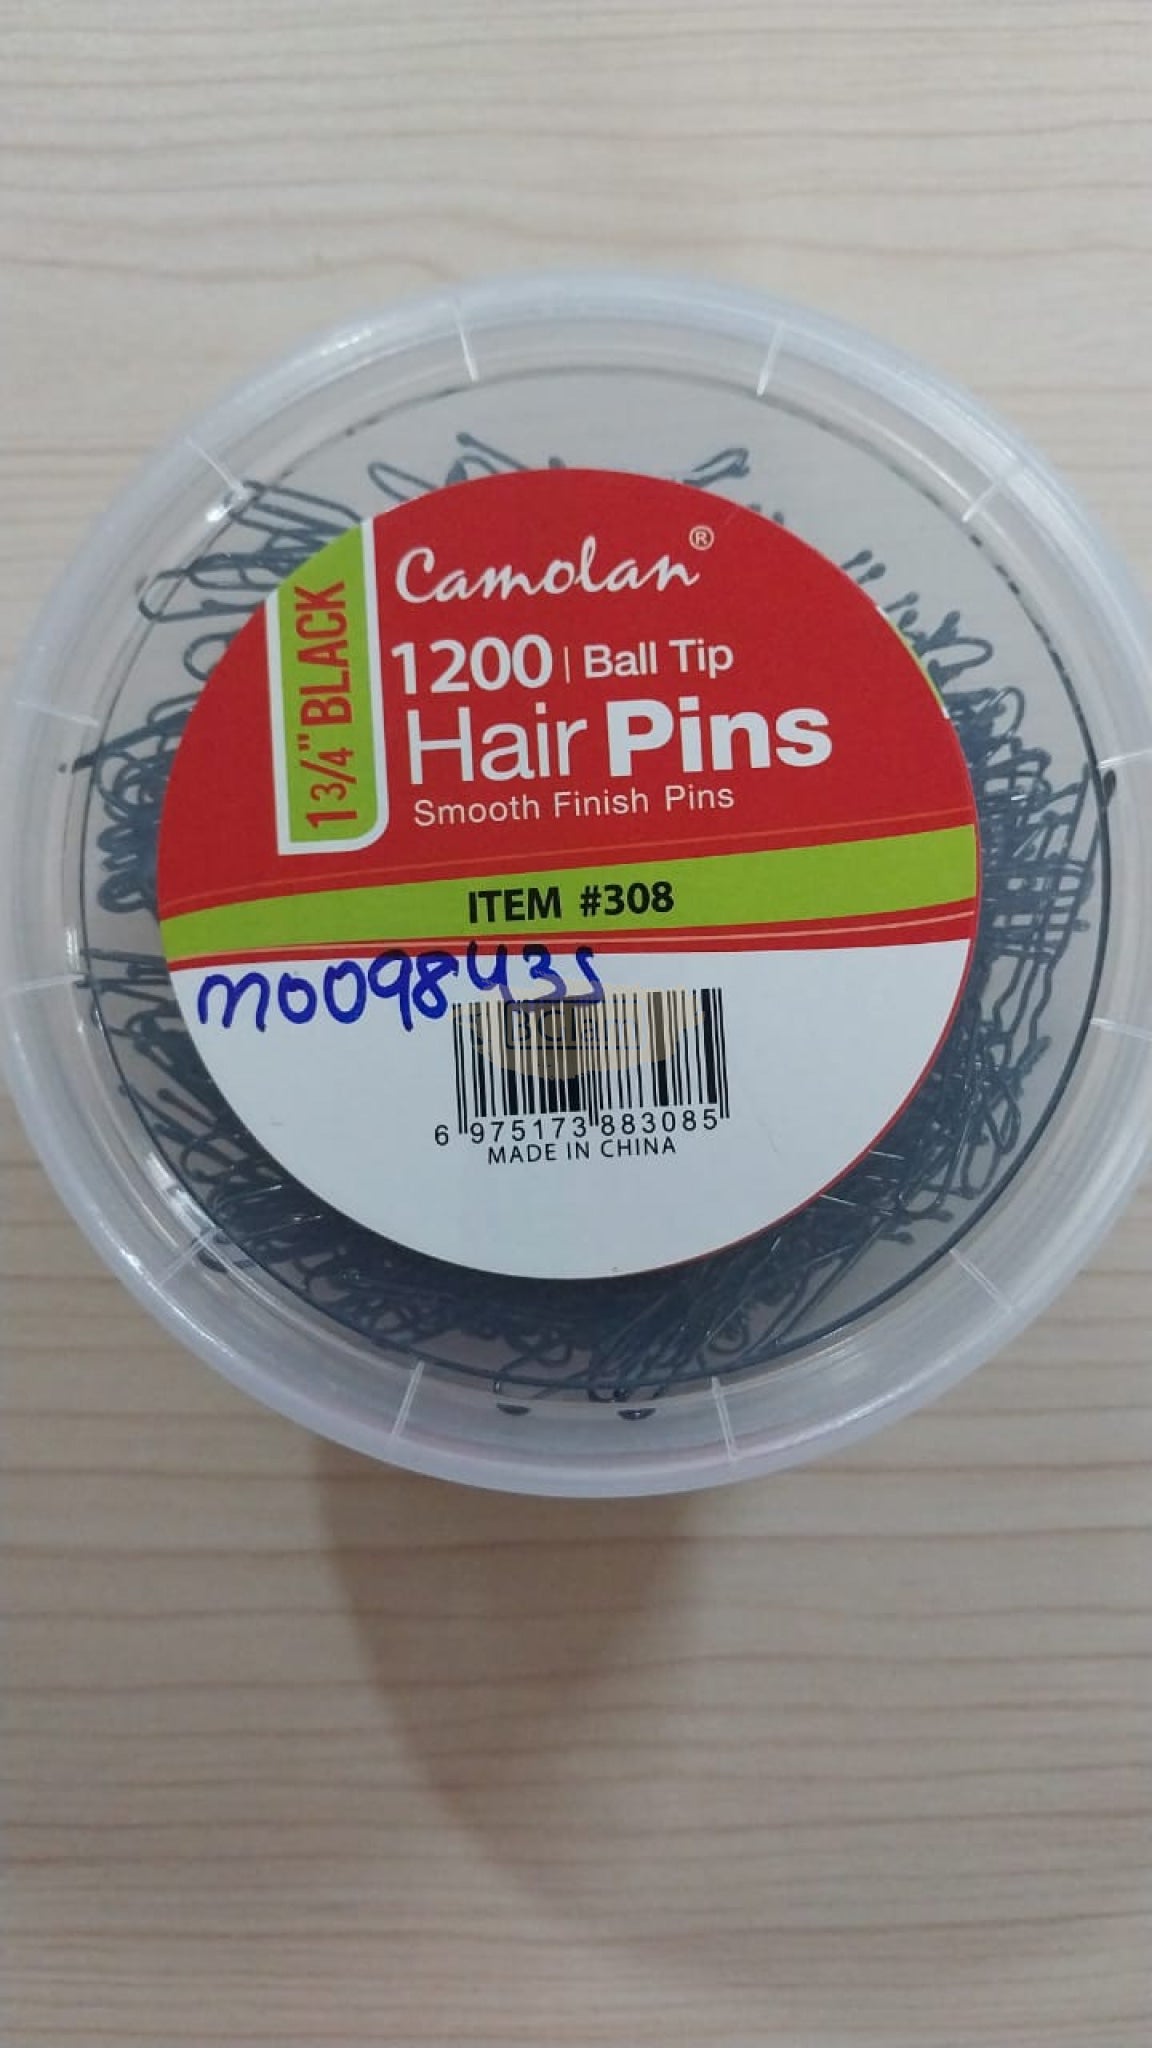 Camolan®
1 3/4" BLACK
1200 | Ball Tip
Hair Pins
Smooth Finish Pins
ITEM #308
M0098435
BClam
6 975173 883085
MADE IN CHINA